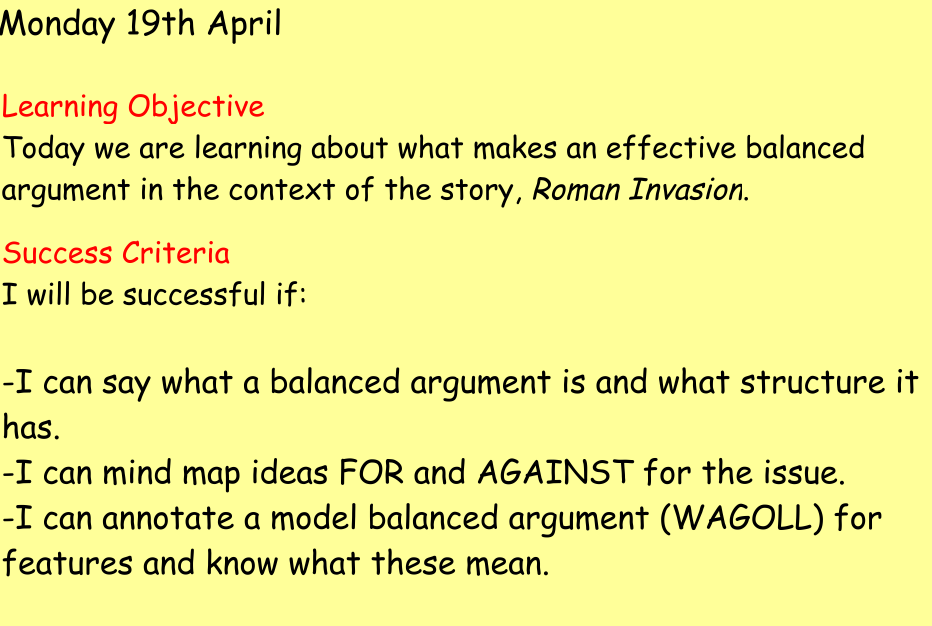 Monday 19th April
Learning Objective
Today we are learning about what makes an effective balanced
argument in the context of the story, Roman Invasion.
Success Criteria
I will be successful if:
-I can say what a balanced argument is and what structure it
has.
-I can mind map ideas FOR and AGAINST for the issue.
-I can annotate a model balanced argument (WAGOLL) for
features and know what these mean.